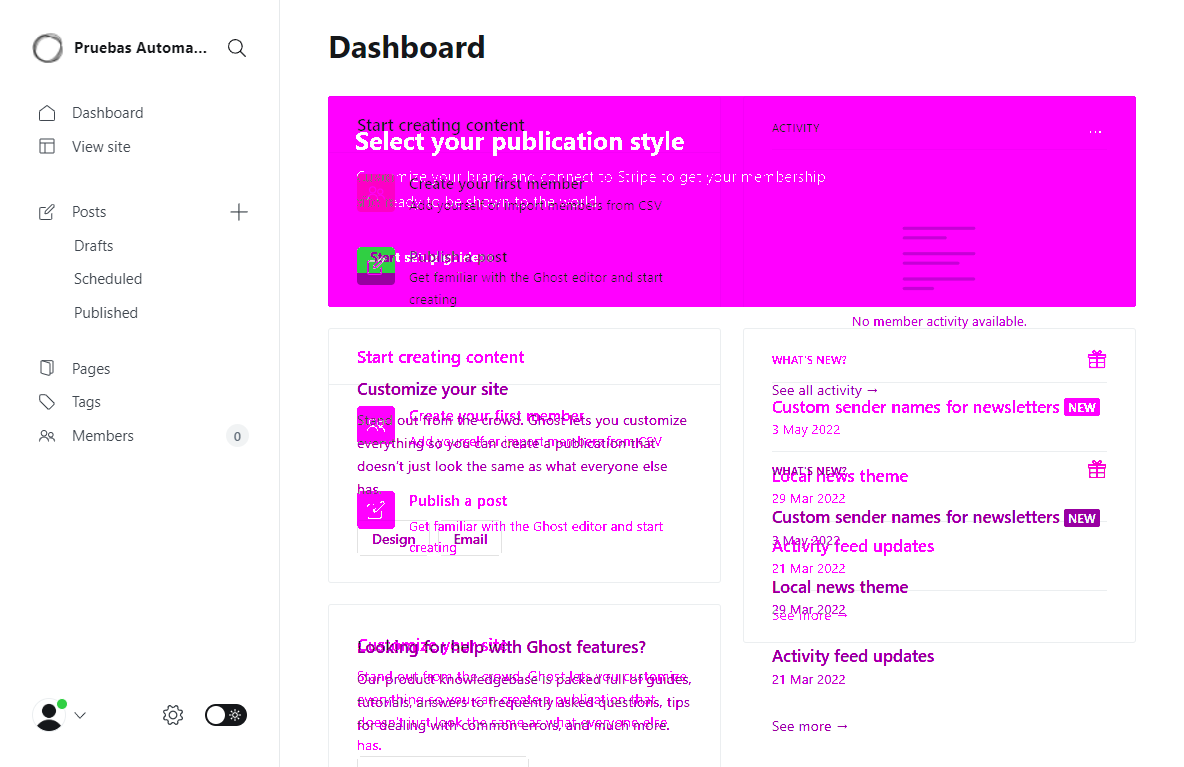 Pruebas Automa...
Dashboard
View site
Posts
Drafts
Scheduled
Published
Pages
Tags
Members
0
Dashboard
Start creating content
Select your publication style
Customize your brand and connect to Stripe to get your membership
ready to be shown to the world.
Create your first member
Add yourself or import members from CSV
Start setup guide
Publish a post
Get familiar with the Ghost editor and start
creating
ACTIVITY
...
No member activity available.
See all activity →
Start creating content
Customize your site
Create your first member
Stand out from the crowd. Ghost lets you customize
Add yourself or import members from CSV
everything so you can create a publication that
doesn't just look the same as what everyone else
has.
Publish a post
Get familiar with the Ghost editor and start
creating
Design
Email
WHAT'S NEW?
Custom sender names for newsletters NEW
3 May 2022
WHAT'S NEW?
Local news theme
29 Mar 2022
Custom sender names for newsletters NEW
3 May 2022
Activity feed updates
21 Mar 2022
Local news theme
29 Mar 2022
See more →
Activity feed updates
21 Mar 2022
See more →
Customize your site
Looking for help with Ghost features?
Stand out from the crowd. Ghost lets you customize
Our product knowledgebase is packed full of guides,
everything so you can create a publication that
tutorials, answers to frequently asked questions, tips
doesn't just look the same as what everyone else
for dealing with common errors, and much more.
has.